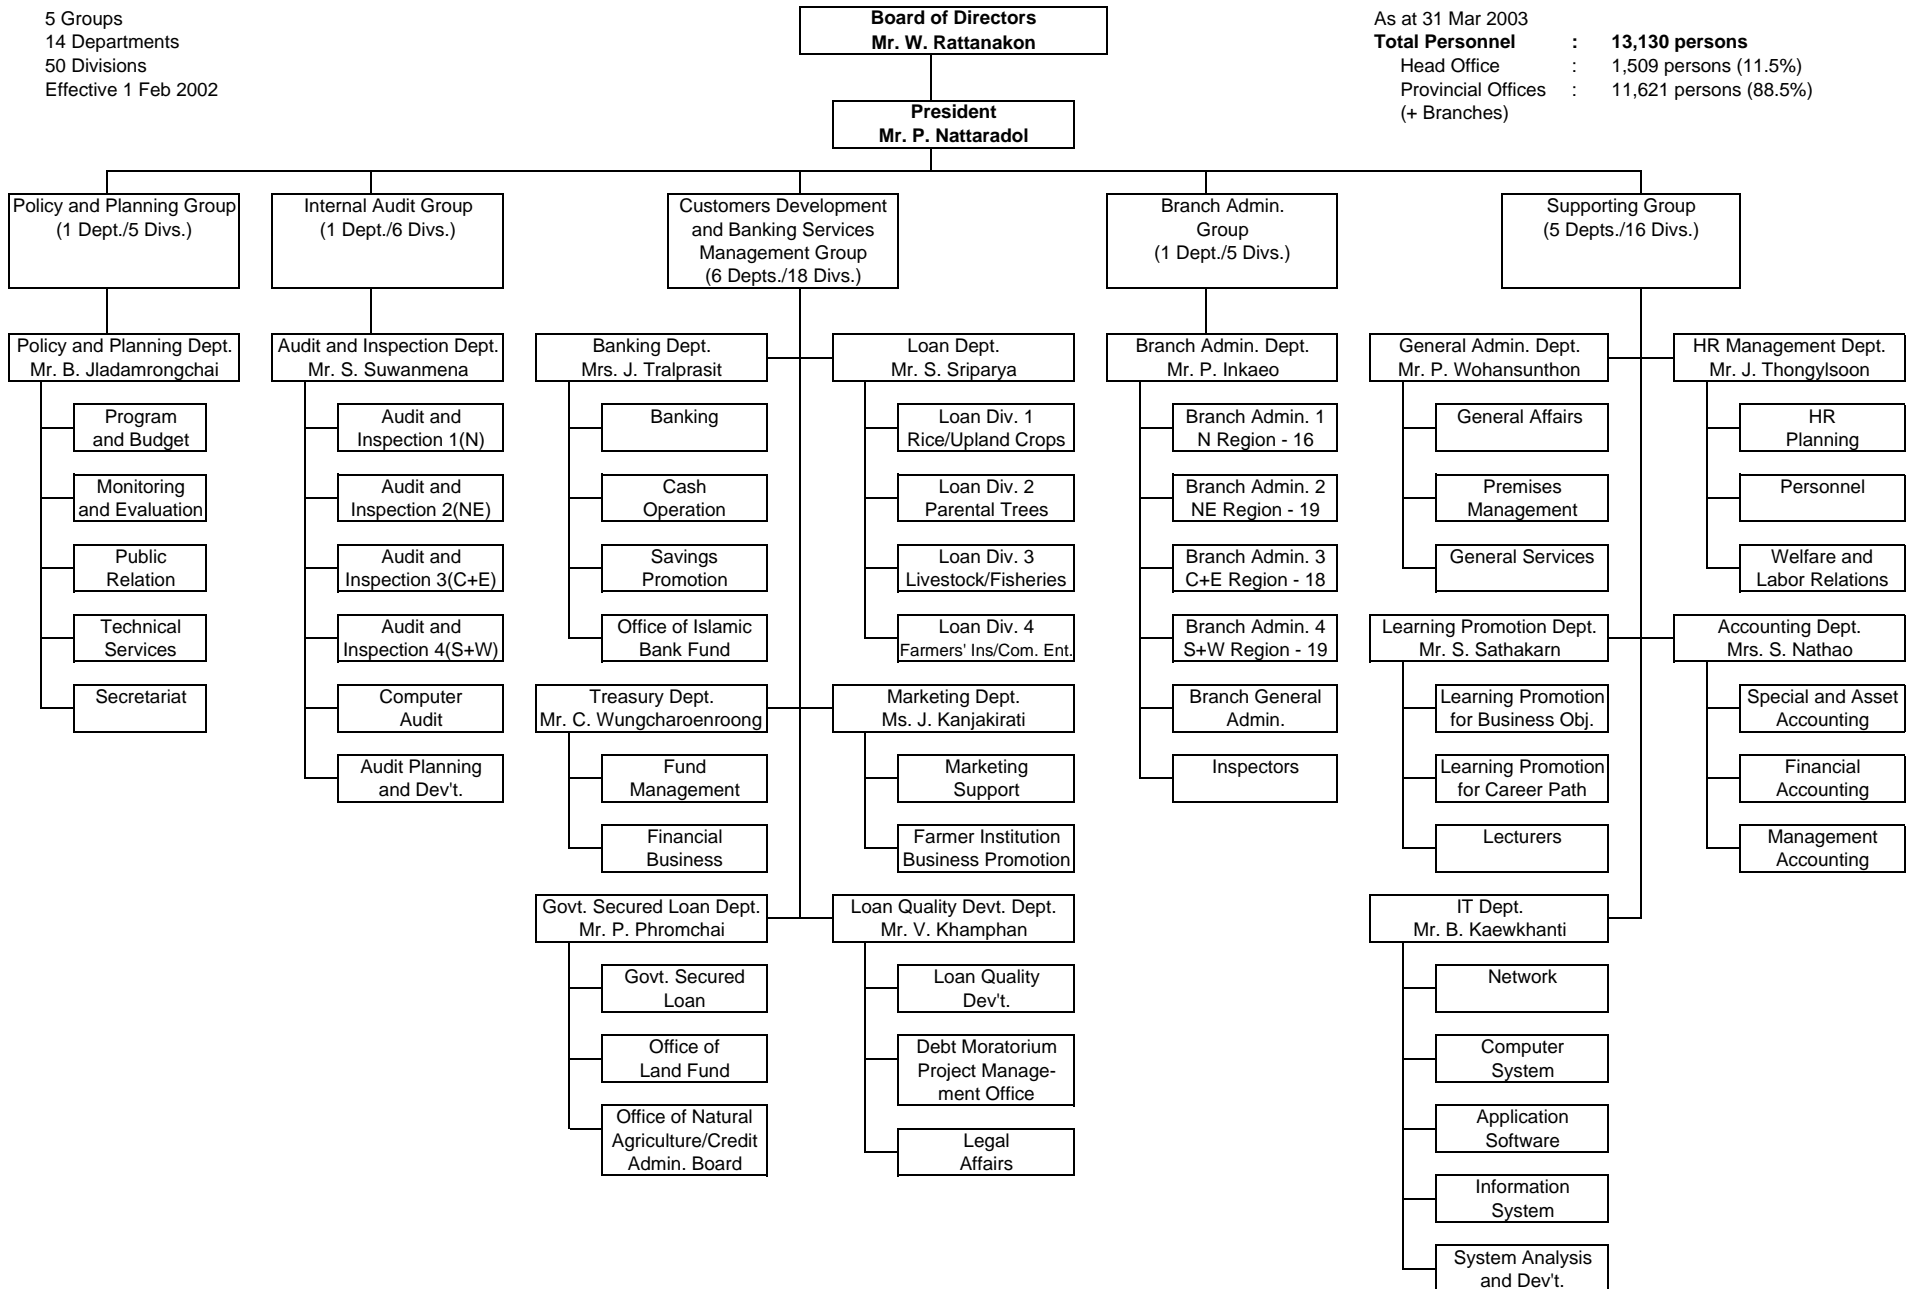 5 Groups
14 Departments
50 Divisions
Effective 1 Feb 2002
Board of Directors
Mr. W. Rattanakon
As at 31 Mar 2003
Total Personnel : 13,130 persons
Head Office : 1,509 persons (11.5%)
Provincial Offices : 11,621 persons (88.5%)
(+ Branches)
President
Mr. P. Nattaradol
Policy and Planning Group
(1 Dept./5 Divs.)
Internal Audit Group
(1 Dept./6 Divs.)
Customers Development
and Banking Services
Management Group
(6 Depts./18 Divs.)
Branch Admin.
Group
(1 Dept./5 Divs.)
Supporting Group
(5 Depts./16 Divs.)
Policy and Planning Dept.
Mr. B. Jladamrongchai
Program
and Budget
Monitoring
and Evaluation
Public
Relation
Technical
Services
Secretariat
Audit and Inspection Dept.
Mr. S. Suwanmena
Audit and
Inspection 1(N)
Audit and
Inspection 2(NE)
Audit and
Inspection 3(C+E)
Audit and
Inspection 4(S+W)
Computer
Audit
Audit Planning
and Dev't.
Banking Dept.
Mrs. J. Tralprasit
Banking
Cash
Operation
Savings
Promotion
Office of Islamic
Bank Fund
Treasury Dept.
Mr. C. Wungcharoenroong
Fund
Management
Financial
Business
Govt. Secured Loan Dept.
Mr. P. Phromchai
Govt. Secured
Loan
Office of
Land Fund
Office of Natural
Agriculture/Credit
Admin. Board
Loan Dept.
Mr. S. Sriparya
Loan Div. 1
Rice/Upland Crops
Loan Div. 2
Parental Trees
Loan Div. 3
Livestock/Fisheries
Loan Div. 4
Farmers' Ins/Com. Ent.
Marketing Dept.
Ms. J. Kanjakirati
Marketing
Support
Farmer Institution
Business Promotion
Loan Quality Devt. Dept.
Mr. V. Khamphan
Loan Quality
Dev't.
Debt Moratorium
Project Manage-
ment Office
Legal
Affairs
Branch Admin. Dept.
Mr. P. Inkaeo
Branch Admin. 1
N Region - 16
Branch Admin. 2
NE Region - 19
Branch Admin. 3
C+E Region - 18
Branch Admin. 4
S+W Region - 19
Branch General
Admin.
Inspectors
General Admin. Dept.
Mr. P. Wohansunthon
General Affairs
Premises
Management
General Services
Learning Promotion Dept.
Mr. S. Sathakarn
Learning Promotion
for Business Obj.
Learning Promotion
for Career Path
Lecturers
IT Dept.
Mr. B. Kaewkhanti
Network
Computer
System
Application
Software
Information
System
System Analysis
and Dev't.
HR Management Dept.
Mr. J. Thongylsoon
HR
Planning
Personnel
Welfare and
Labor Relations
Accounting Dept.
Mrs. S. Nathao
Special and Asset
Accounting
Financial
Accounting
Management
Accounting